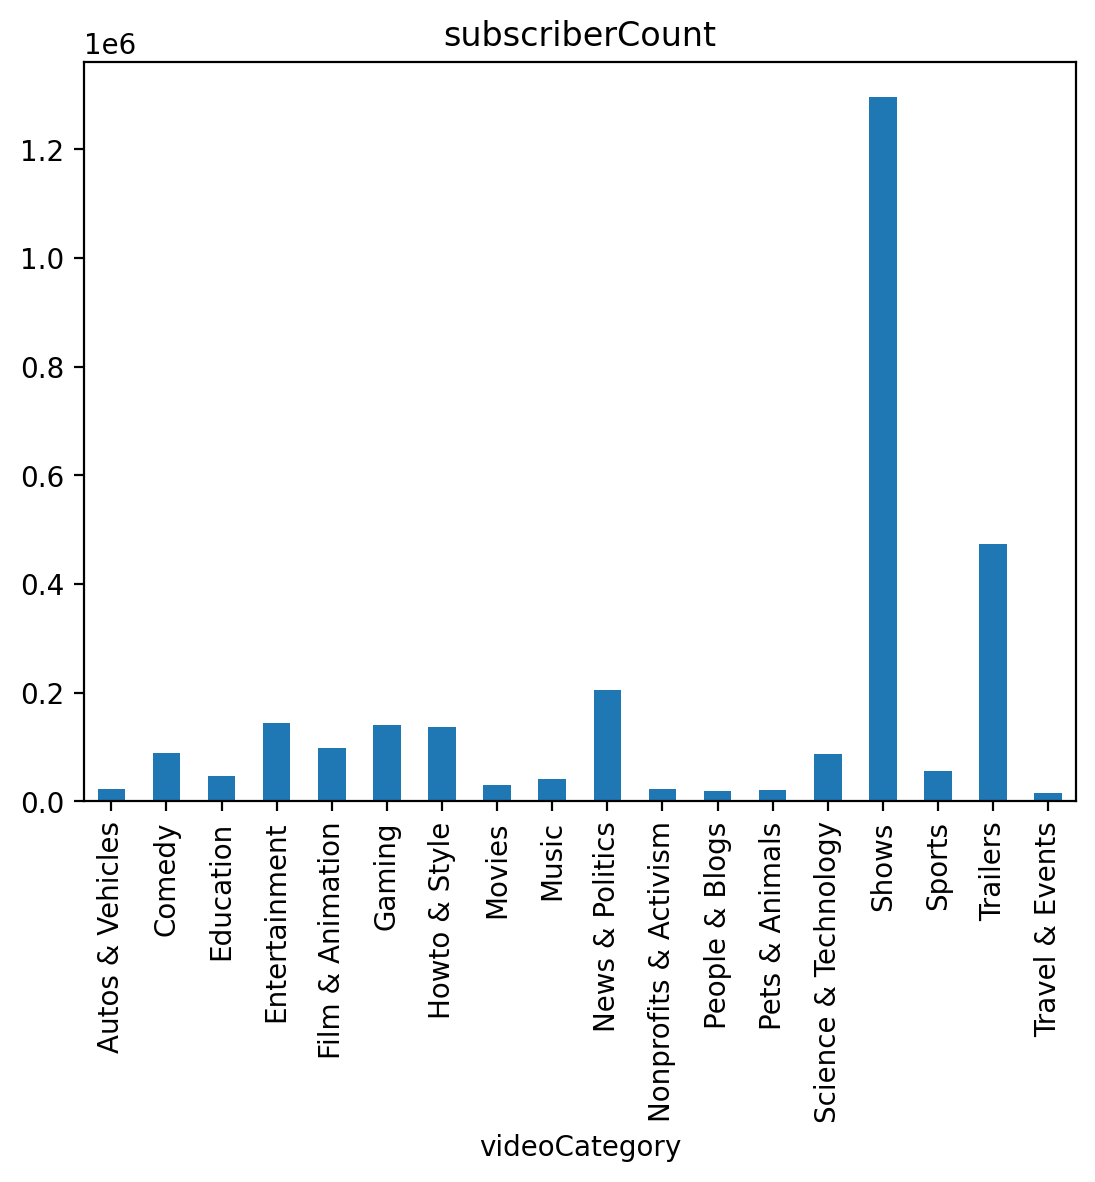 subscriberCount
1e6
1.2
1.0
0.8
0.6
0.4
0.2
0.0
Autos & Vehicles
Comedy
Education
Entertainment
Film & Animation
Gaming
Howto & Style
Movies
Music
News & Politics
Nonprofits & Activism
People & Blogs
Pets & Animals
Science & Technology
Shows
Sports
Trailers
Travel & Events
videoCategory